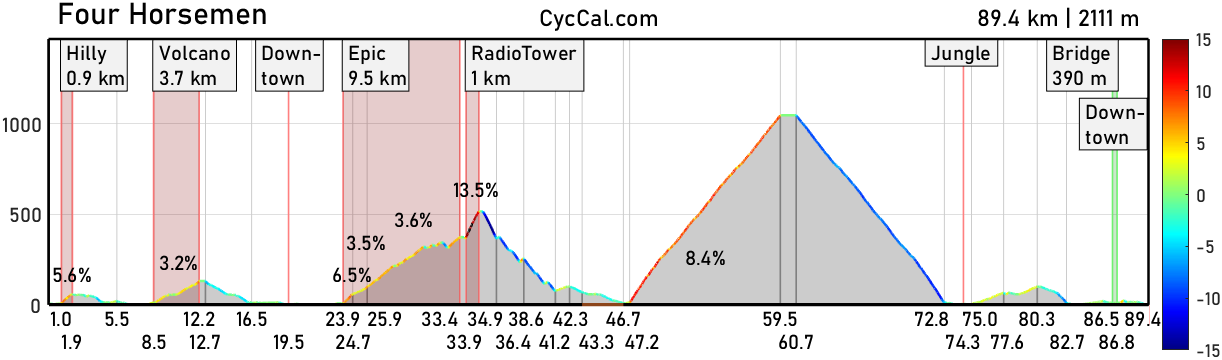 Four Horsemen
CycCal.com
89.4 km | 2111 m
Hilly
0.9 km
Volcano
3.7 km
Down-
town
Epic
9.5 km
RadioTower
1 km
Jungle
Bridge
390 m
Down-
town
1000
500
0
5.6%
3.2%
6.5%
3.5%
3.6%
13.5%
8.4%
15
10
5
0
-5
-10
-15
1.0 5.5 12.2 16.5 23.9 25.9 33.4 34.9 38.6 42.3 46.7 59.5 72.8 75.0 80.3 86.5 89.4
1.9 8.5 12.7 19.5 24.7 33.9 36.4 41.2 43.3 47.2 60.7 74.3 77.6 82.7 86.8